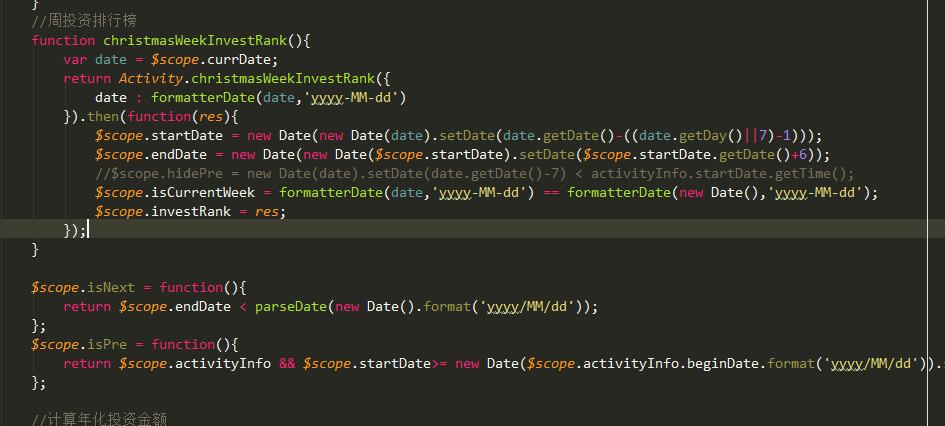 }
//周投资排行榜
function christmasWeekInvestRank(){
var date = $scope.currDate;
return Activity.christmasWeekInvestRank({
date : formatterDate(date,'yyyy-MM-dd')
}).then(function(res){
$scope.startDate = new Date(new Date(date).setDate(date.getDate()-((date.getDay()||7)-1)));
$scope.endDate = new Date(new Date($scope.startDate).setDate($scope.startDate.getDate()+6));
//$scope.hidePre = new Date(date).setDate(date.getDate()-7) < activityInfo.startDate.getTime();
$scope.isCurrentWeek = formatterDate(date,'yyyy-MM-dd') == formatterDate(new Date(),'yyyy-MM-dd');
$scope.investRank = res;
});
}
$scope.isNext = function(){
return $scope.endDate < parseDate(new Date().format('yyyy/MM/dd'));
};
$scope.isPre = function(){
return $scope.activityInfo && $scope.startDate>= new Date($scope.activityInfo.beginDate.format('yyyy/MM/dd')).
};
//计算年化投资金额